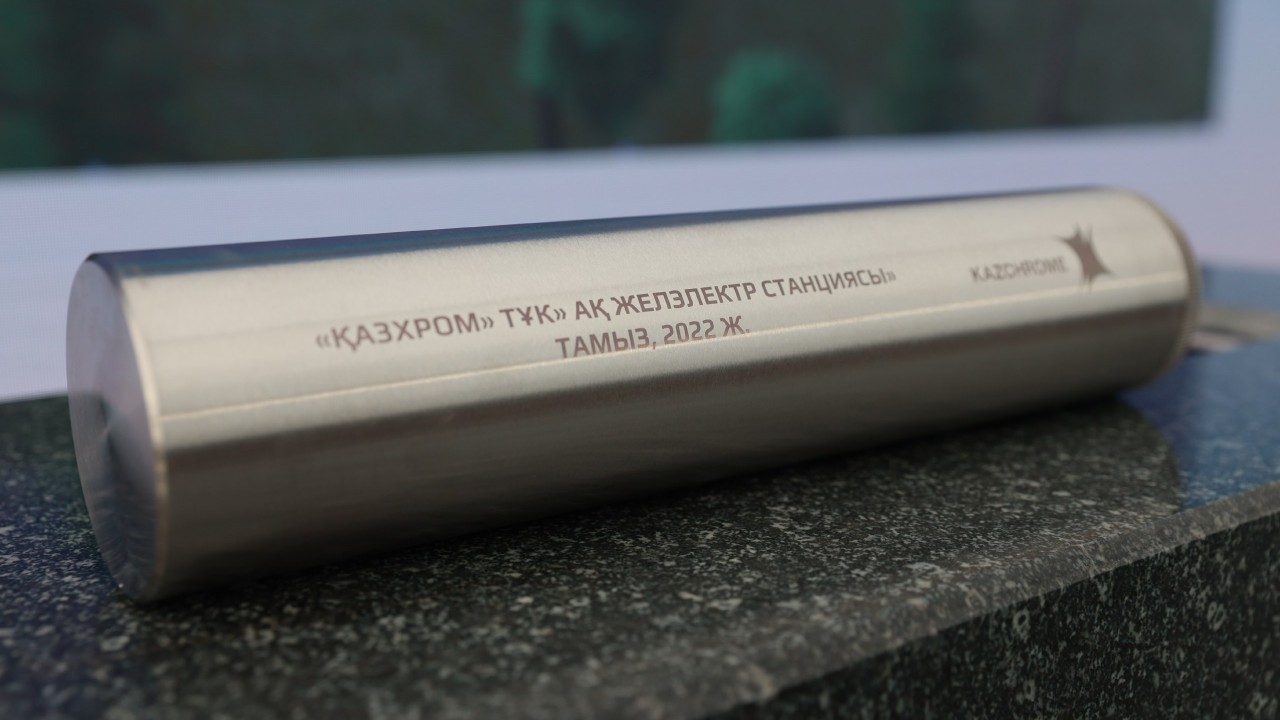 «ҚАЗХРОМ» ТҰК» АҚ ЖЕЛЭЛЕКТР СТАНЦИЯСЫ»
ТАМЫЗ, 2022 Ж.
KAZCHROME